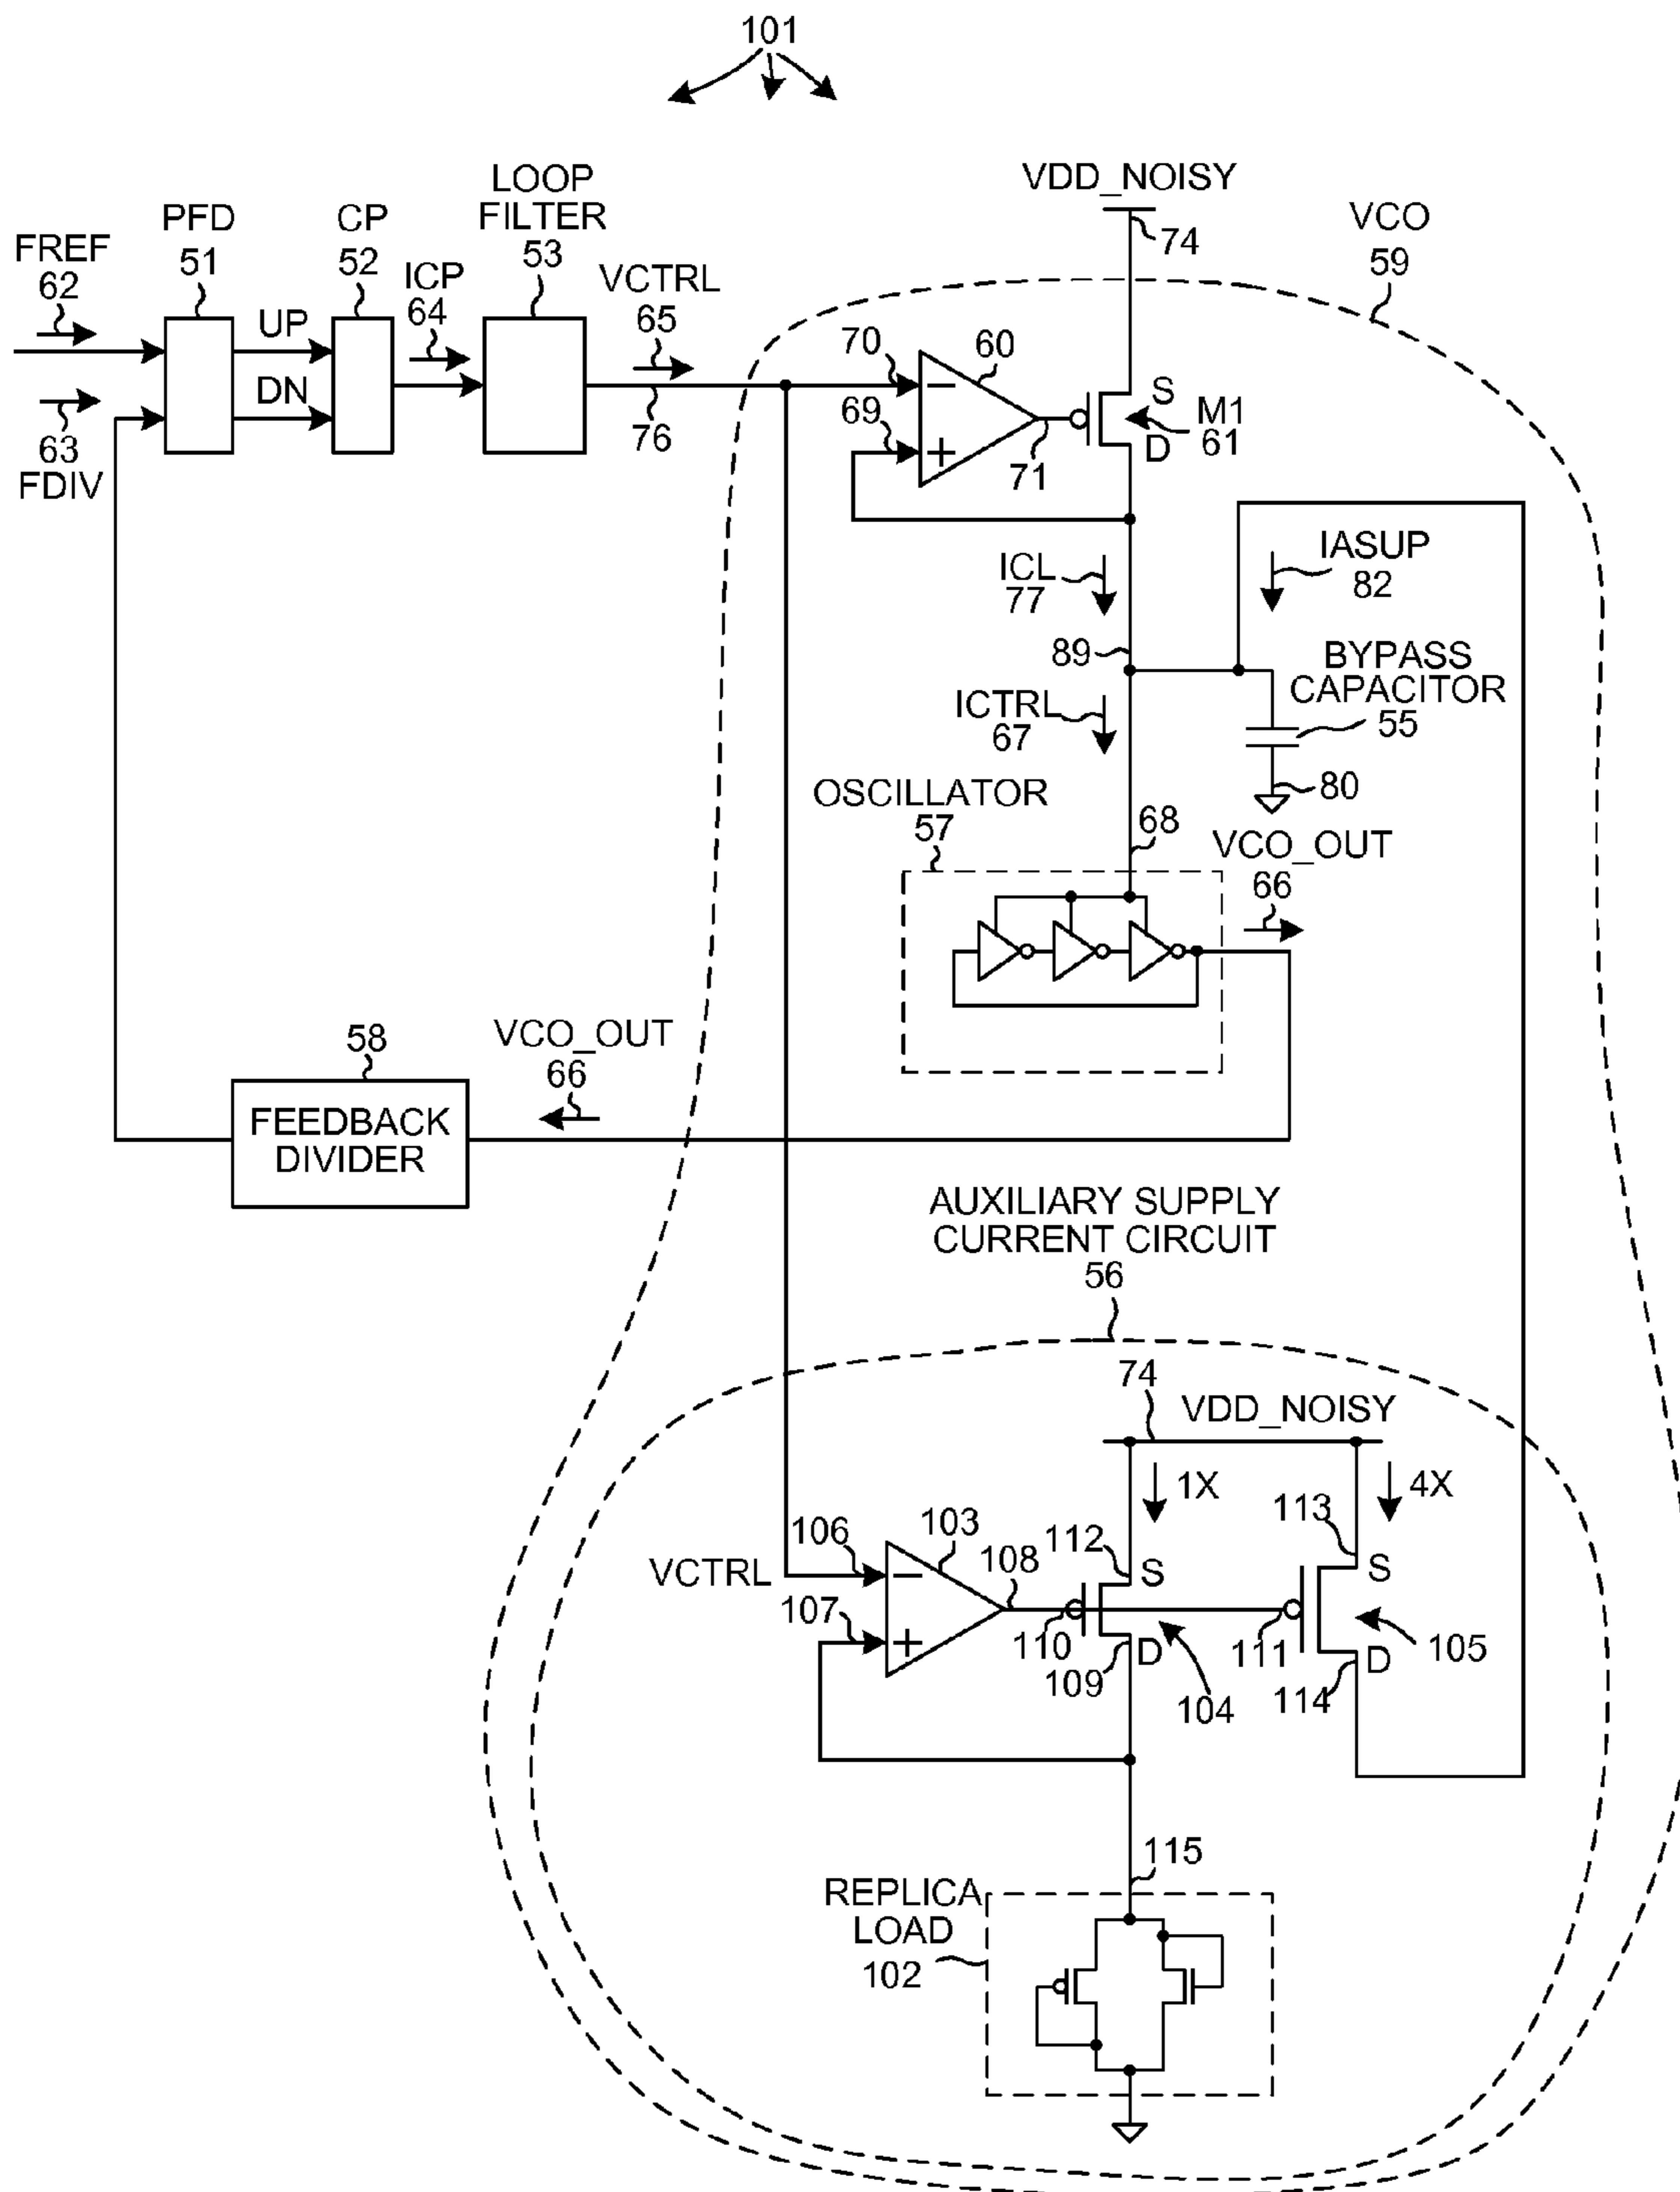 101
VDD_NOISY
74
VCO
59
LOOP
FILTER
53
PFD
51
CP
52
FREF
62
ICP
64
VCTRL
65
UP
DN
63
FDIV
76
70
69
60
71
S
M1
61
D
ICL
77
IASUP
82
89
BYPASS
CAPACITOR
55
ICTRL
67
80
OSCILLATOR
57
68
VCO_OUT
66
58
VCO_OUT
66
FEEDBACK
DIVIDER
AUXILIARY SUPPLY
CURRENT CIRCUIT
56
74
VDD_NOISY
1X
4X
106
103
108
112
S
113
S
VCTRL
107
110
109
D
104
111
114
D
105
115
REPLICA
LOAD
102